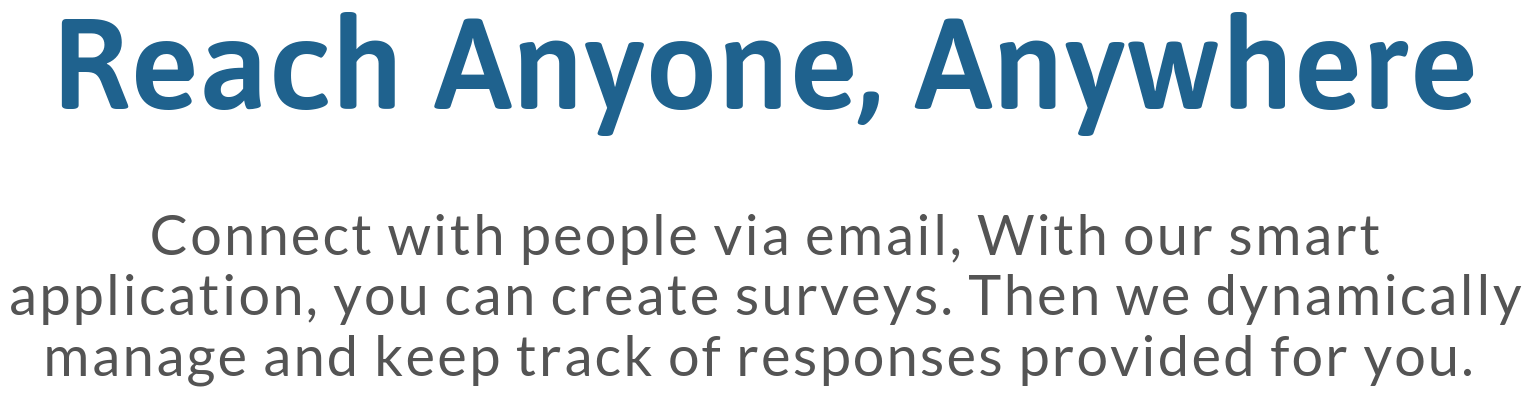 Reach Anyone, Anywhere
Connect with people via email, With our smart
application, you can create surveys. Then we dynamically
manage and keep track of responses provided for you.